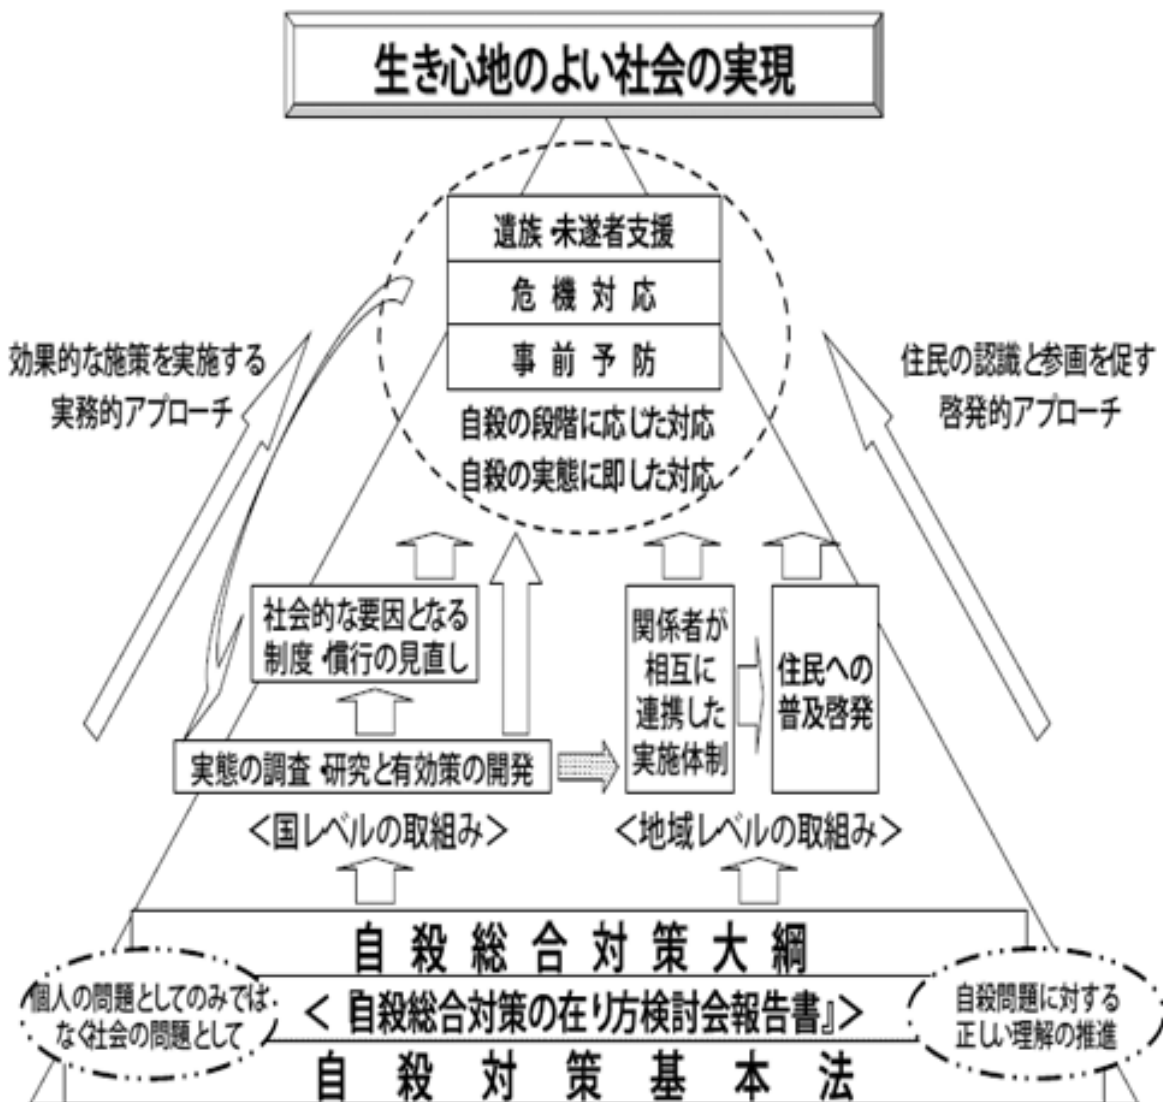 生き心地のよい社会の実現
遺族・未遂者支援
危機対応
事前予防
自殺の段階に応じた対応
自殺の実態に即した対応
効果的な施策を実施する
実務的アプローチ
住民の認識と参画を促す
啓発的アプローチ
社会的な要因となる
制度・慣行の見直し
実態の調査・研究と有効策の開発
<国レベルの取組み>
関係者が
相互に
連携した
実施体制
住民への
普及啓発
<地域レベルの取組み>
自殺総合対策大綱
<『自殺総合対策の在り方検討会報告書』>
自殺対策基本法
個人の問題としてのみでは
なく社会の問題として
自殺問題に対する
正しい理解の推進